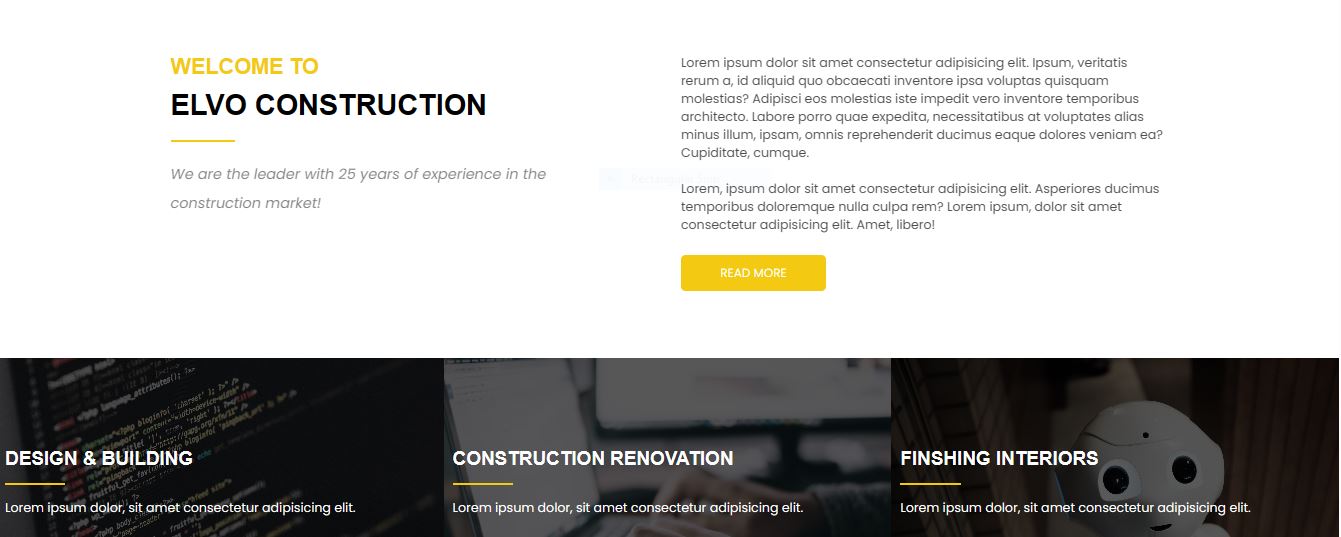 WELCOME TO
ELVO CONSTRUCTION
We are the leader with 25 years of experience in the
construction market!
Lorem ipsum dolor sit amet consectetur adipisicing elit. Ipsum, veritatis
rerum a, id aliquid quo obcaecati inventore ipsa voluptas quisquam
molestias? Adipisci eos molestias iste impedit vero inventore temporibus
architecto. Labore porro quae expedita, necessitatibus at voluptates alias
minus illum, ipsam, omnis reprehenderit ducimus eaque dolores veniam ea?
Cupiditate, cumque.
Lorem, ipsum dolor sit amet consectetur adipisicing elit. Asperiores ducimus
temporibus doloremque nulla culpa rem? Lorem ipsum, dolor sit amet
consectetur adipisicing elit. Amet, libero!
READ MORE
DESIGN & BUILDING
Lorem ipsum dolor, sit amet consectetur adipisicing elit.
CONSTRUCTION RENOVATION
Lorem ipsum dolor, sit amet consectetur adipisicing elit.
FINSHING INTERIORS
Lorem ipsum dolor, sit amet consectetur adipisicing elit.